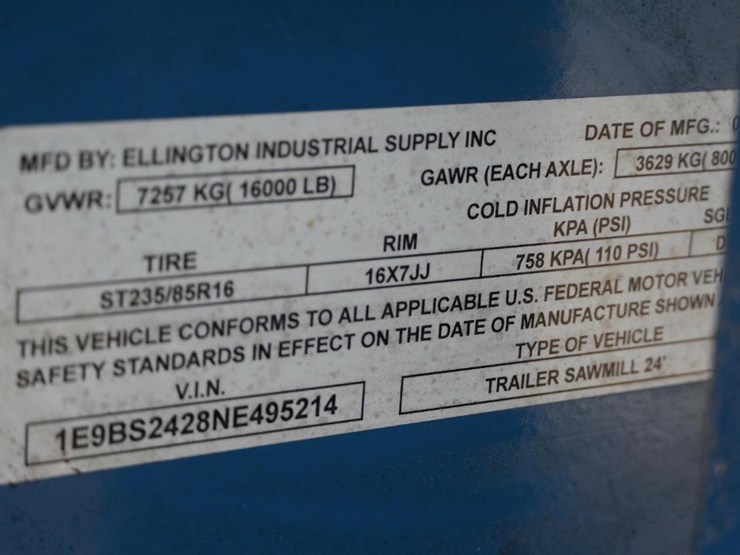 MFD BY: ELLINGTON INDUSTRIAL SUPPLY INC DATE OF MFG.:
GVWR: 7257 KG( 16000 LB) GAWR (EACH AXLE): 3629 KG( 800
COLD INFLATION PRESSURE
TIRE RIM KPA (PSI) SGL
ST235/85R16 16X7JJ 758 KPA( 110 PSI) D
THIS VEHICLE CONFORMS TO ALL APPLICABLE U.S. FEDERAL MOTOR VEH
SAFETY STANDARDS IN EFFECT ON THE DATE OF MANUFACTURE SHOWN
V.I.N. TYPE OF VEHICLE
1E9BS2428NE495214 TRAILER SAWMILL 24'